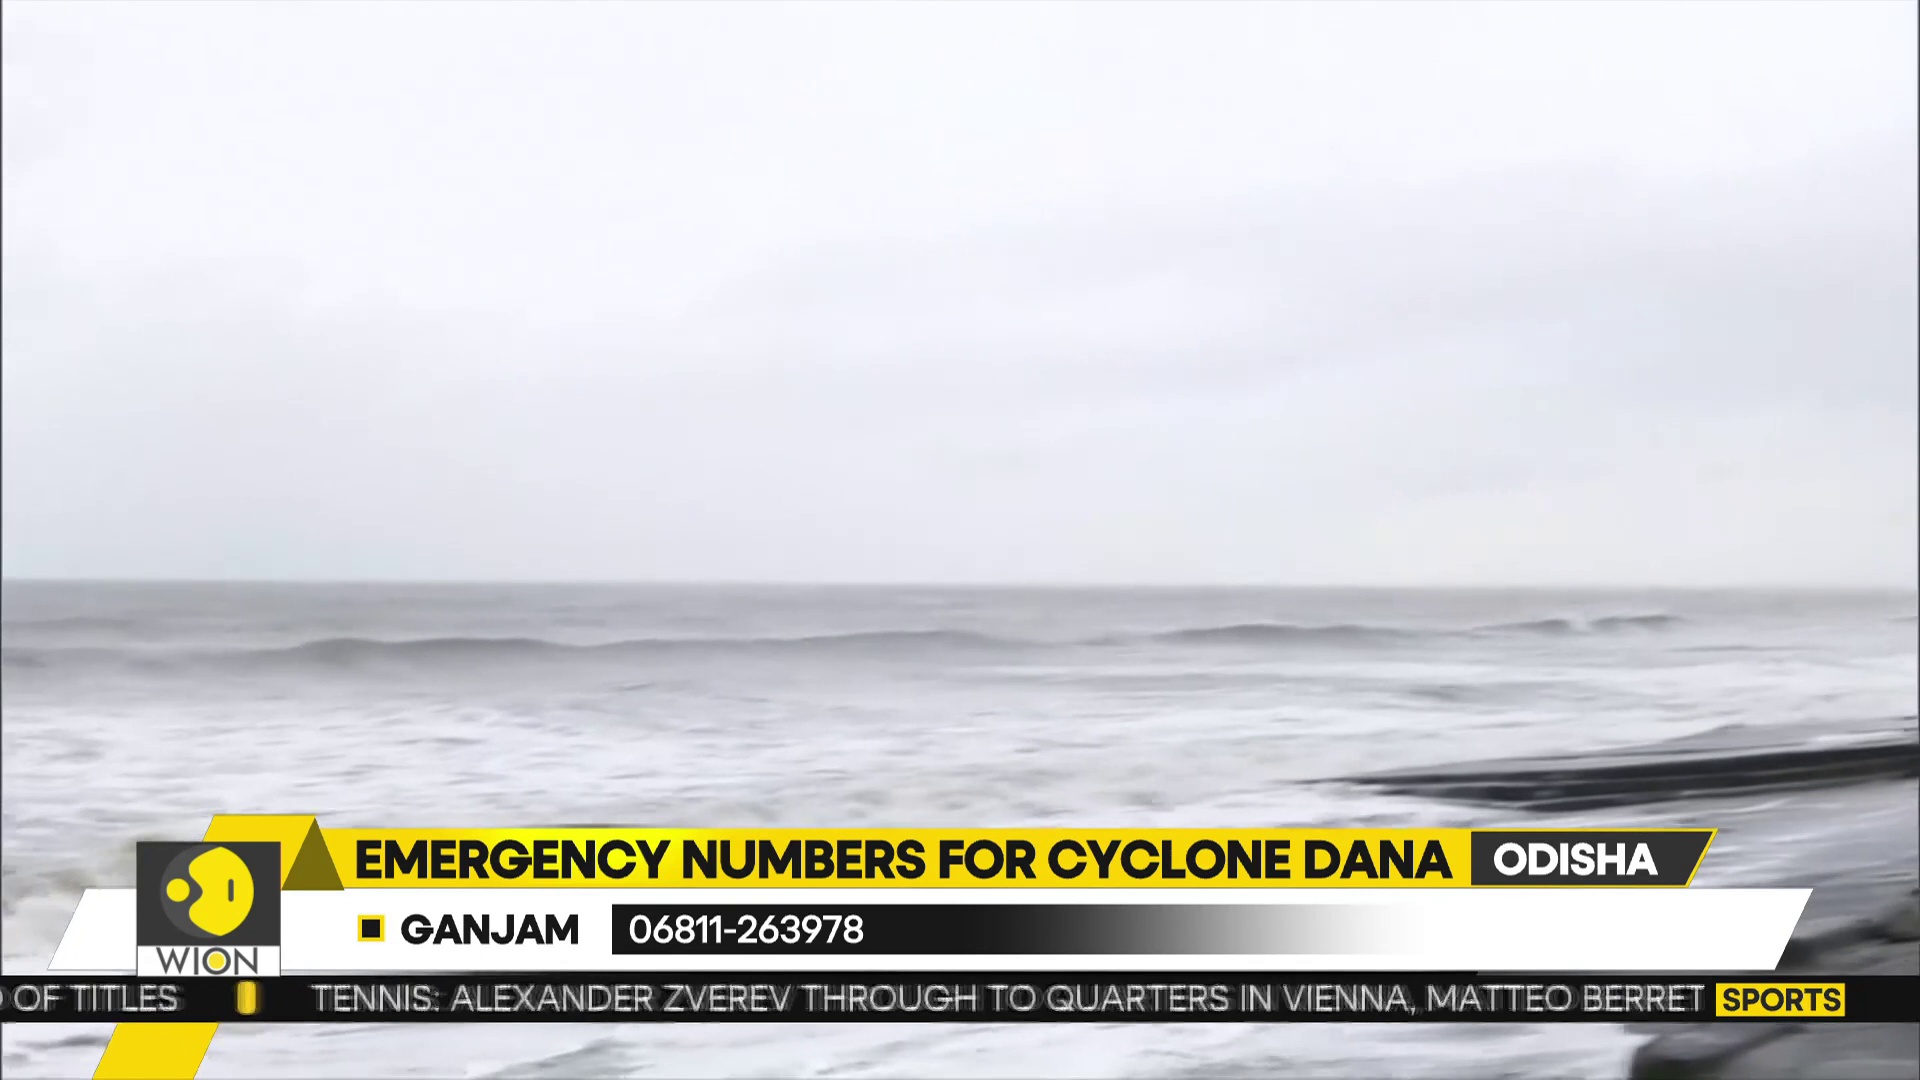 EMERGENCY NUMBERS FOR CYCLONE DANA ODISHA
GANJAM 06811-263978
WION
OF TITLES TENNIS: ALEXANDER ZVEREV THROUGH TO QUARTERS IN VIENNA, MATTEO BERRET SPORTS